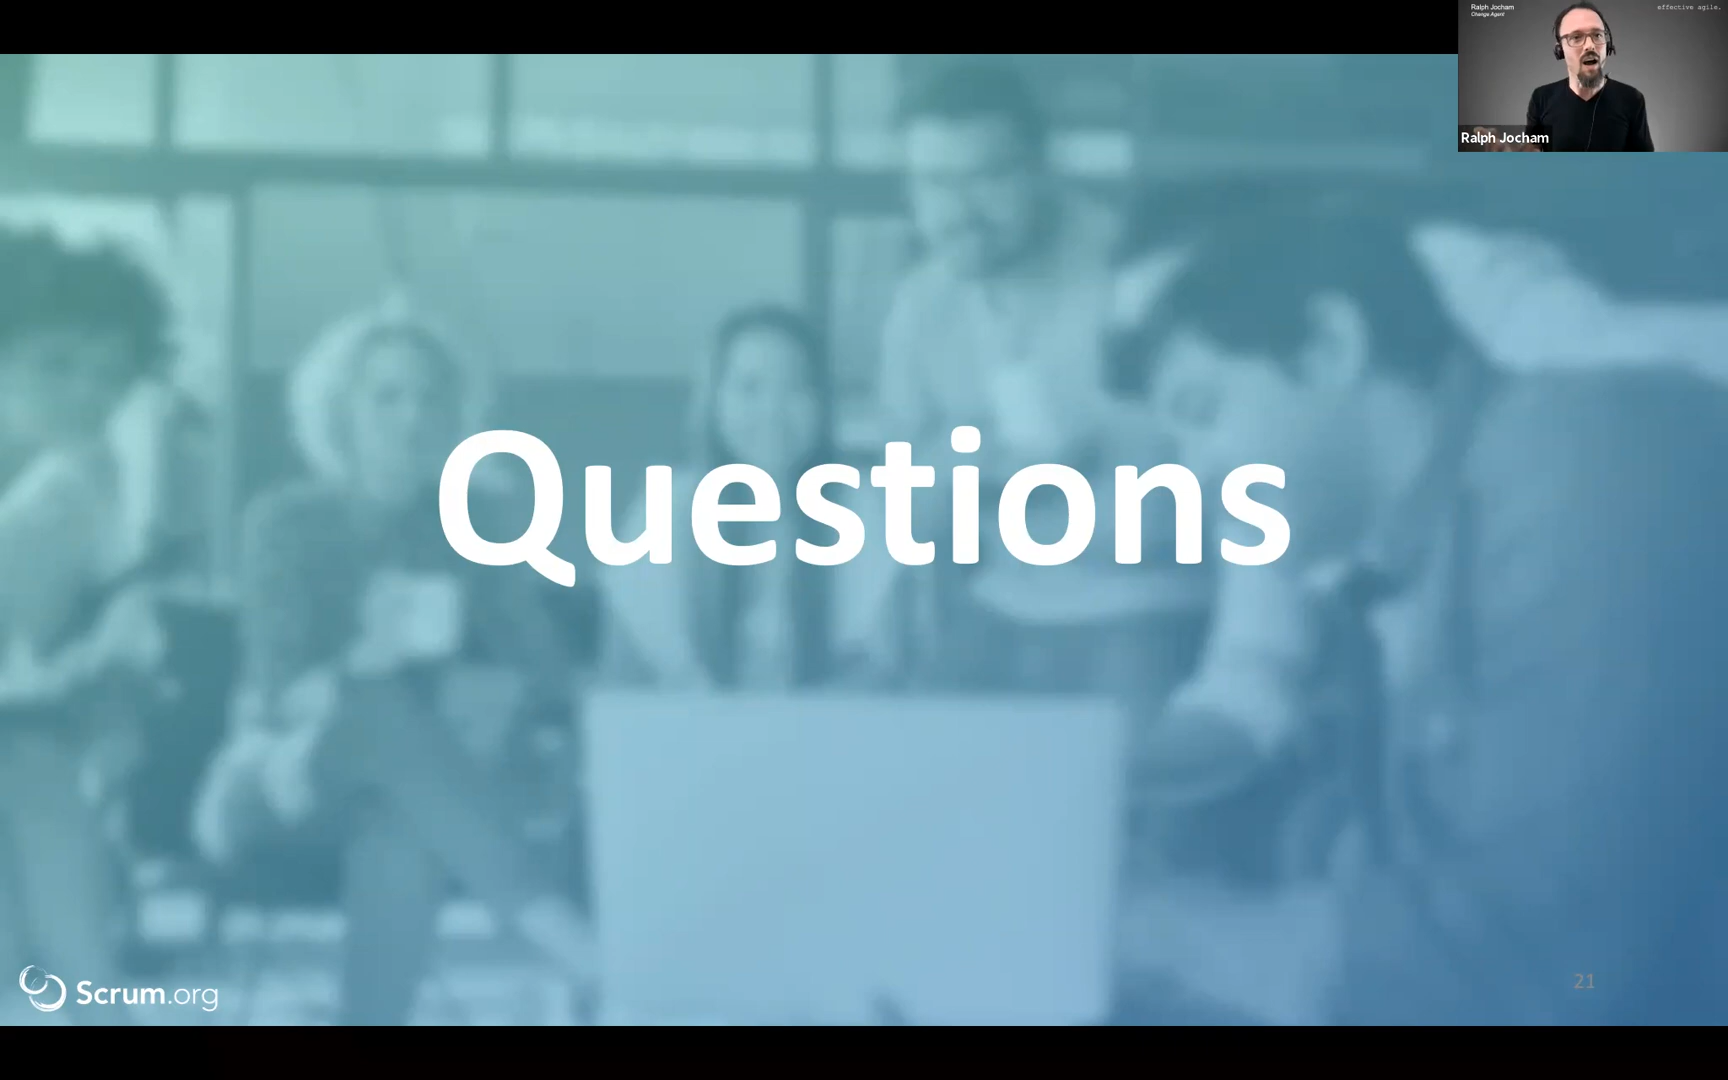 Ralph Jocham
Change Agent
effective agile.
Ralph Jocham
Questions
Scrum.org
21